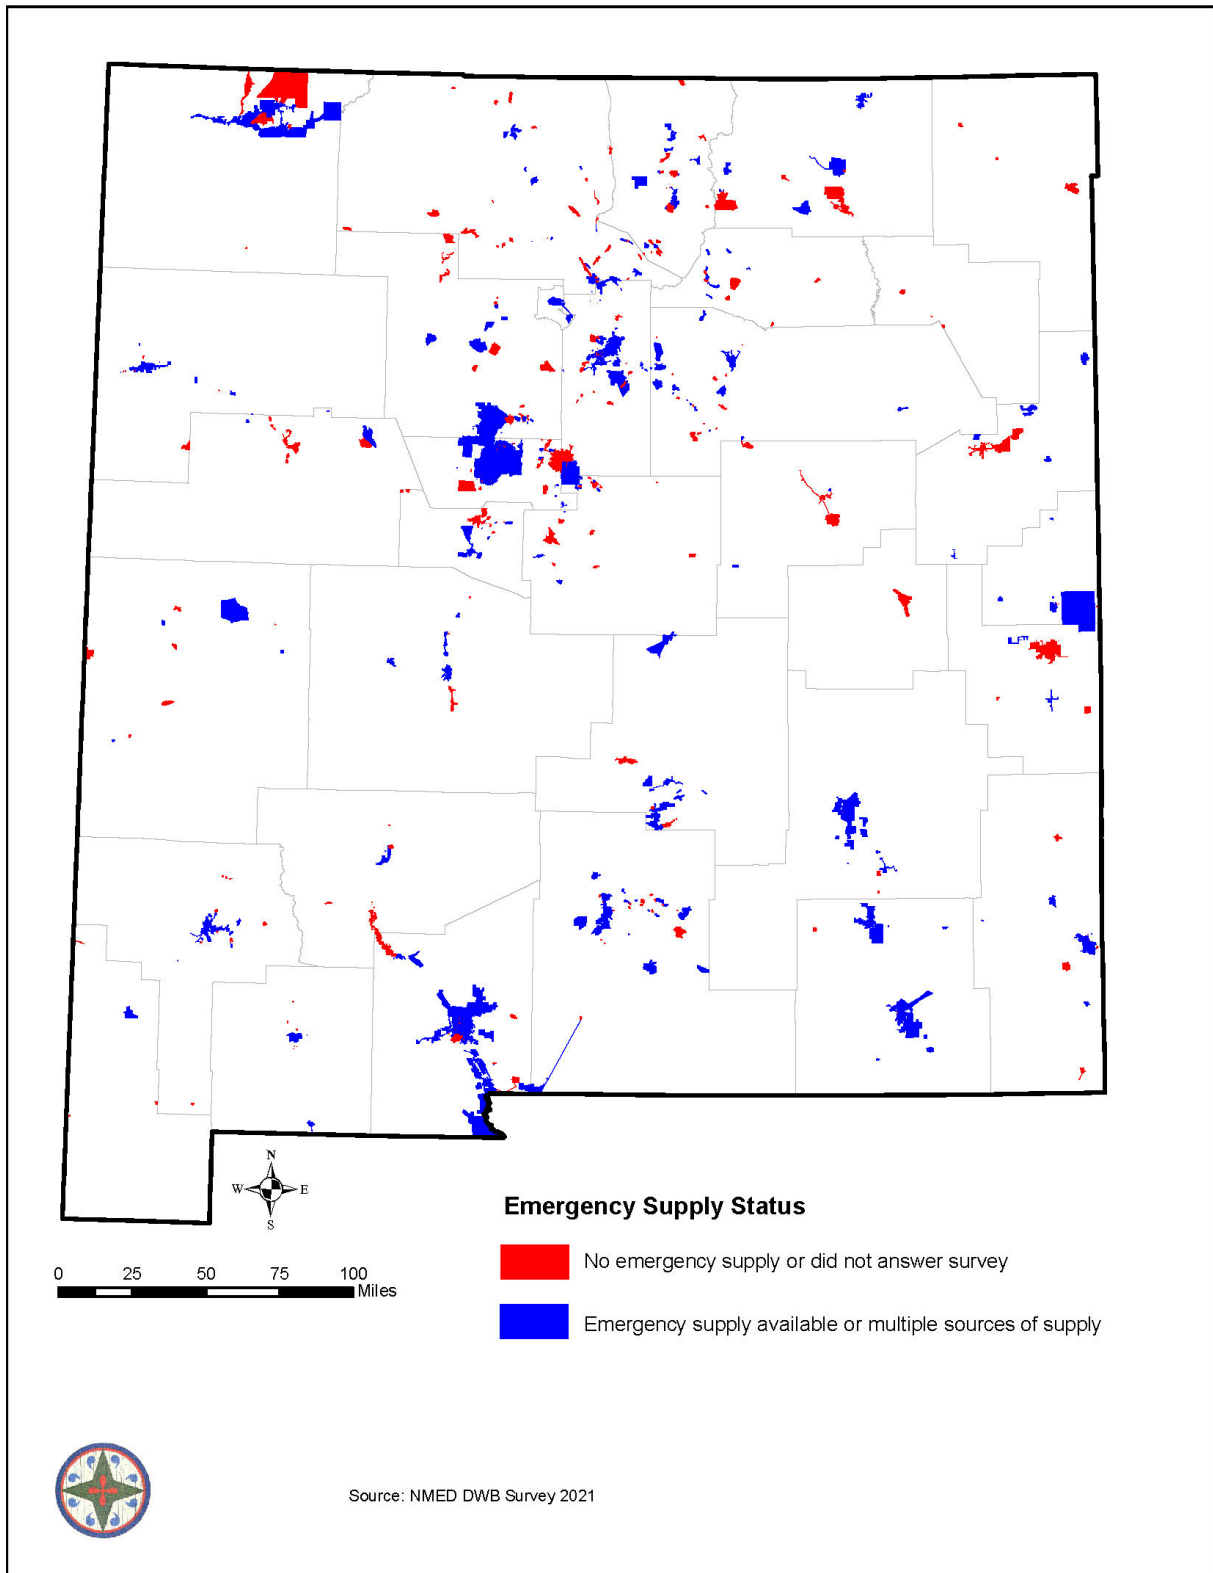 N
W E
S
0 25 50 75 100
Miles
Emergency Supply Status
No emergency supply or did not answer survey
Emergency supply available or multiple sources of supply
Source: NMED DWB Survey 2021